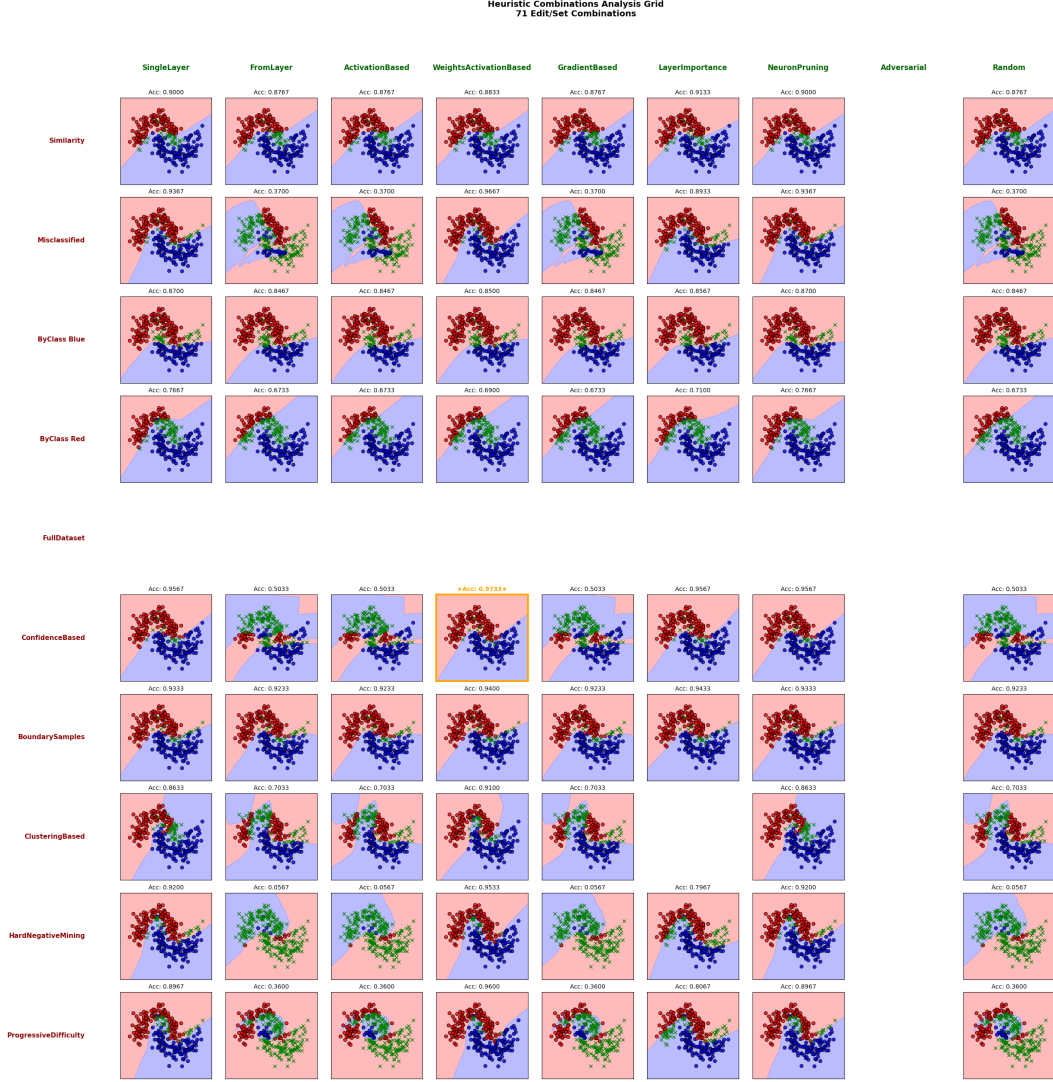 Heuristic Combinations Analysis Grid
71 Edit/Set Combinations
SingleLayer FromLayer ActivationBased WeightsActivationBased GradientBased LayerImportance NeuronPruning Adversarial Random
Acc: 0.9000 Acc: 0.8767 Acc: 0.8767 Acc: 0.8833 Acc: 0.8767 Acc: 0.9133 Acc: 0.9000 Acc: 0.8767
Similarity
Acc: 0.9367 Acc: 0.3700 Acc: 0.3700 Acc: 0.9667 Acc: 0.3700 Acc: 0.8933 Acc: 0.9367 Acc: 0.3700
Misclassified
Acc: 0.8700 Acc: 0.8467 Acc: 0.8467 Acc: 0.8500 Acc: 0.8467 Acc: 0.8567 Acc: 0.8700 Acc: 0.8467
ByClass Blue
Acc: 0.7667 Acc: 0.6733 Acc: 0.6733 Acc: 0.6900 Acc: 0.6733 Acc: 0.7100 Acc: 0.7667 Acc: 0.6733
ByClass Red
FullDataset
Acc: 0.9567 Acc: 0.5033 Acc: 0.5033 ★Acc: 0.9733★ Acc: 0.5033 Acc: 0.9567 Acc: 0.9567 Acc: 0.5033
ConfidenceBased
Acc: 0.9333 Acc: 0.9233 Acc: 0.9233 Acc: 0.9400 Acc: 0.9233 Acc: 0.9433 Acc: 0.9333 Acc: 0.9233
BoundarySamples
Acc: 0.8633 Acc: 0.7033 Acc: 0.7033 Acc: 0.9100 Acc: 0.7033 Acc: 0.8633 Acc: 0.7033
ClusteringBased
Acc: 0.9200 Acc: 0.0567 Acc: 0.0567 Acc: 0.9533 Acc: 0.0567 Acc: 0.7967 Acc: 0.9200 Acc: 0.0567
HardNegativeMining
Acc: 0.8967 Acc: 0.3600 Acc: 0.3600 Acc: 0.9600 Acc: 0.3600 Acc: 0.8067 Acc: 0.8967 Acc: 0.3600
ProgressiveDifficulty